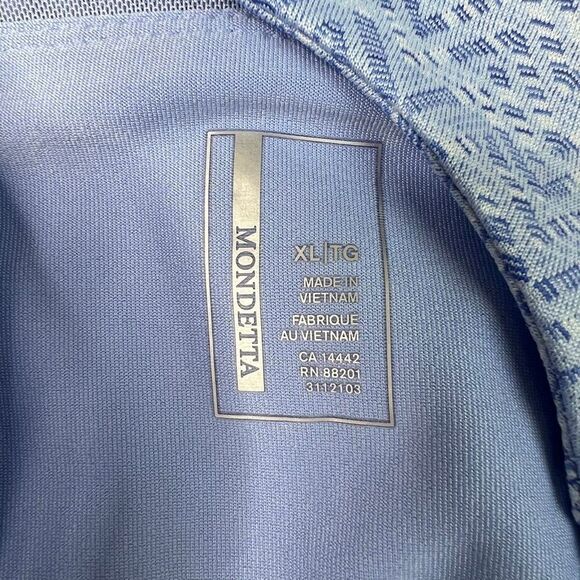 MONDETTA
XL|TG
MADE IN
VIETNAM
FABRIQUE
AU VIETNAM
CA 14442
RN 88201
3112103